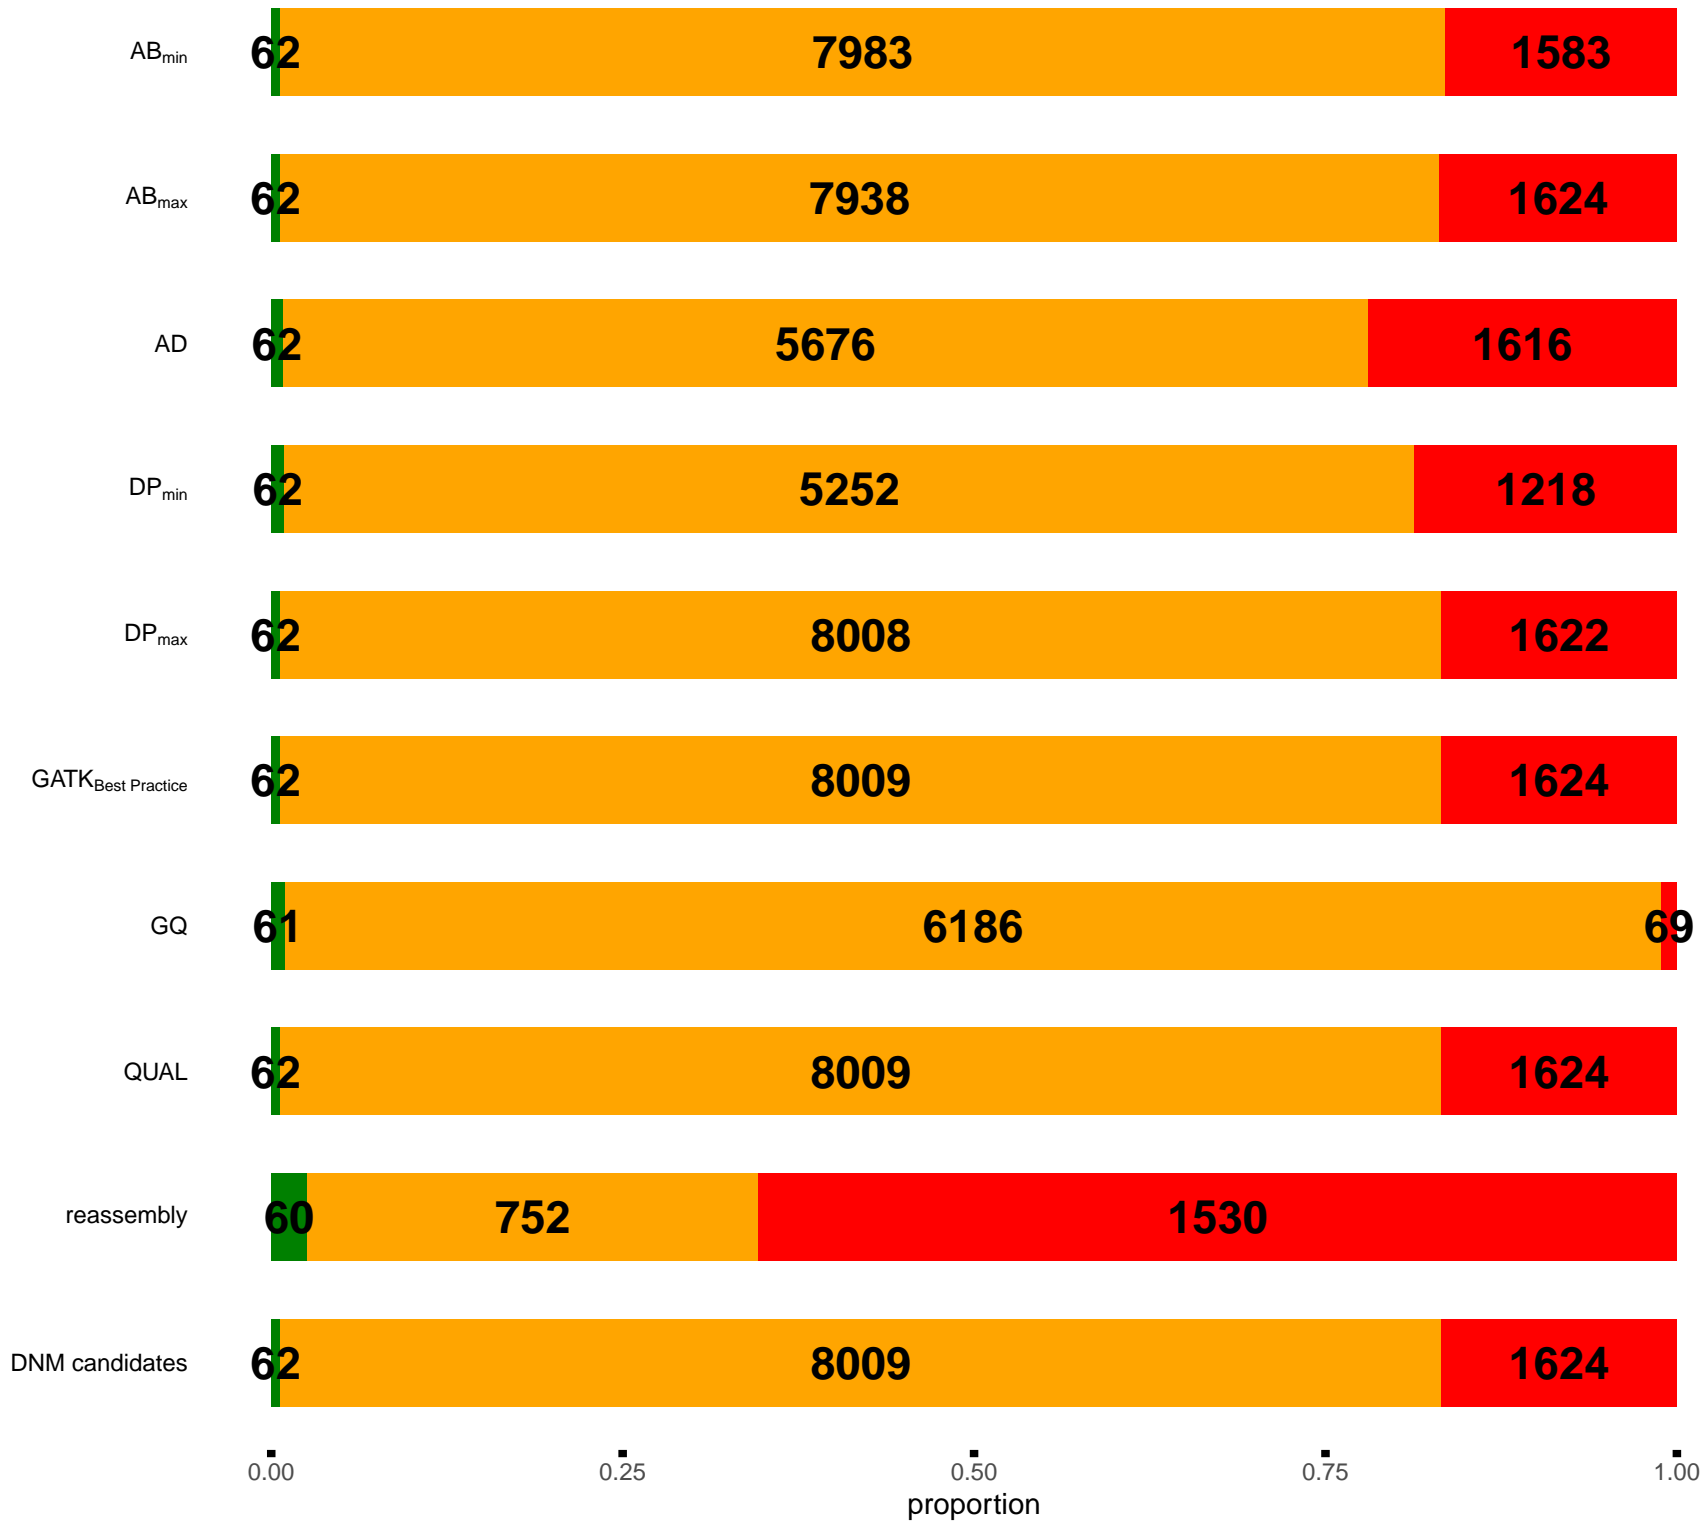 ABmin 62 7983 1583
ABmax 62 7938 1624
AD 62 5676 1616
DPmin 62 5252 1218
DPmax 62 8008 1622
GATKBest Practice 62 8009 1624
GQ 61 6186 69
QUAL 62 8009 1624
reassembly 60 752 1530
DNM candidates 62 8009 1624
0.00 0.25 0.50 0.75 1.00
proportion